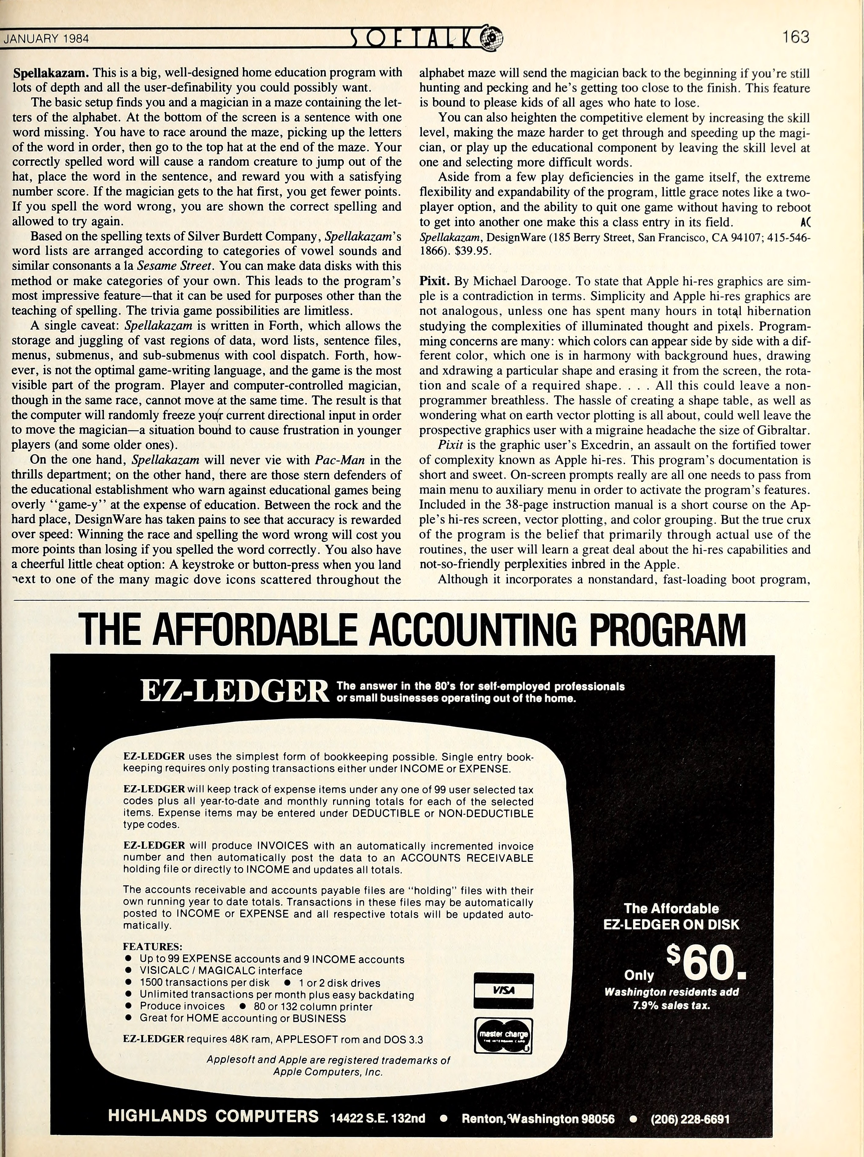 JANUARY 1984
SOFTALK
163
Spellakazam. This is a big, well-designed home education program with
lots of depth and all the user-definability you could possibly want.
The basic setup finds you and a magician in a maze containing the let-
ters of the alphabet. At the bottom of the screen is a sentence with one
word missing. You have to race around the maze, picking up the letters
of the word in order, then go to the top hat at the end of the maze. Your
correctly spelled word will cause a random creature to jump out of the
hat, place the word in the sentence, and reward you with a satisfying
number score. If the magician gets to the hat first, you get fewer points.
If you spell the word wrong, you are shown the correct spelling and
allowed to try again.
Based on the spelling texts of Silver Burdett Company, Spellakazam's
word lists are arranged according to categories of vowel sounds and
similar consonants a la Sesame Street. You can make data disks with this
method or make categories of your own. This leads to the program's
most impressive feature—that it can be used for purposes other than the
teaching of spelling. The trivia game possibilities are limitless.
A single caveat: Spellakazam is written in Forth, which allows the
storage and juggling of vast regions of data, word lists, sentence files,
menus, submenus, and sub-submenus with cool dispatch. Forth, how-
ever, is not the optimal game-writing language, and the game is the most
visible part of the program. Player and computer-controlled magician,
though in the same race, cannot move at the same time. The result is that
the computer will randomly freeze your current directional input in order
to move the magician—a situation bound to cause frustration in younger
players (and some older ones).
On the one hand, Spellakazam will never vie with Pac-Man in the
thrills department; on the other hand, there are those stern defenders of
the educational establishment who warn against educational games being
overly "game-y" at the expense of education. Between the rock and the
hard place, DesignWare has taken pains to see that accuracy is rewarded
over speed: Winning the race and spelling the word wrong will cost you
more points than losing if you spelled the word correctly. You also have
a cheerful little cheat option: A keystroke or button-press when you land
next to one of the many magic dove icons scattered throughout the
alphabet maze will send the magician back to the beginning if you're still
hunting and pecking and he's getting too close to the finish. This feature
is bound to please kids of all ages who hate to lose.
You can also heighten the competitive element by increasing the skill
level, making the maze harder to get through and speeding up the magi-
cian, or play up the educational component by leaving the skill level at
one and selecting more difficult words.
Aside from a few play deficiencies in the game itself, the extreme
flexibility and expandability of the program, little grace notes like a two-
player option, and the ability to quit one game without having to reboot
to get into another one make this a class entry in its field. AC
Spellakazam, DesignWare (185 Berry Street, San Francisco, CA 94107; 415-546-
1866). $39.95.
Pixit. By Michael Darooge. To state that Apple hi-res graphics are sim-
ple is a contradiction in terms. Simplicity and Apple hi-res graphics are
not analogous, unless one has spent many hours in total hibernation
studying the complexities of illuminated thought and pixels. Program-
ming concerns are many: which colors can appear side by side with a dif-
ferent color, which one is in harmony with background hues, drawing
and xdrawing a particular shape and erasing it from the screen, the rota-
tion and scale of a required shape. . . . All this could leave a non-
programmer breathless. The hassle of creating a shape table, as well as
wondering what on earth vector plotting is all about, could well leave the
prospective graphics user with a migraine headache the size of Gibraltar.
Pixit is the graphic user's Excedrin, an assault on the fortified tower
of complexity known as Apple hi-res. This program's documentation is
short and sweet. On-screen prompts really are all one needs to pass from
main menu to auxiliary menu in order to activate the program's features.
Included in the 38-page instruction manual is a short course on the Ap-
ple's hi-res screen, vector plotting, and color grouping. But the true crux
of the program is the belief that primarily through actual use of the
routines, the user will learn a great deal about the hi-res capabilities and
not-so-friendly perplexities inbred in the Apple.
Although it incorporates a nonstandard, fast-loading boot program,
THE AFFORDABLE ACCOUNTING PROGRAM
EZ-LEDGER The answer in the 80's for self-employed professionals
or small businesses operating out of the home.
EZ-LEDGER uses the simplest form of bookkeeping possible. Single entry book-
keeping requires only posting transactions either under INCOME or EXPENSE.
EZ-LEDGER will keep track of expense items under any one of 99 user selected tax
codes plus all year-to-date and monthly running totals for each of the selected
items. Expense items may be entered under DEDUCTIBLE or NON-DEDUCTIBLE
type codes.
EZ-LEDGER will produce INVOICES with an automatically incremented invoice
number and then automatically post the data to an ACCOUNTS RECEIVABLE
holding file or directly to INCOME and updates all totals.
The accounts receivable and accounts payable files are "holding" files with their
own running year to date totals. Transactions in these files may be automatically
posted to INCOME or EXPENSE and all respective totals will be updated auto-
matically.
FEATURES:
● Up to 99 EXPENSE accounts and 9 INCOME accounts
● VISICALC / MAGICALC interface
● 1500 transactions per disk ● 1 or 2 disk drives
● Unlimited transactions per month plus easy backdating
● Produce invoices ● 80 or 132 column printer
● Great for HOME accounting or BUSINESS
EZ-LEDGER requires 48K ram, APPLESOFT rom and DOS 3.3
Applesoft and Apple are registered trademarks of
Apple Computers, Inc.
VISA
master charge
THE INTERBANK CARD
The Affordable
EZ-LEDGER ON DISK
Only $60.
Washington residents add
7.9% sales tax.
HIGHLANDS COMPUTERS 14422 S.E. 132nd ● Renton, Washington 98056 ● (206) 228-6691